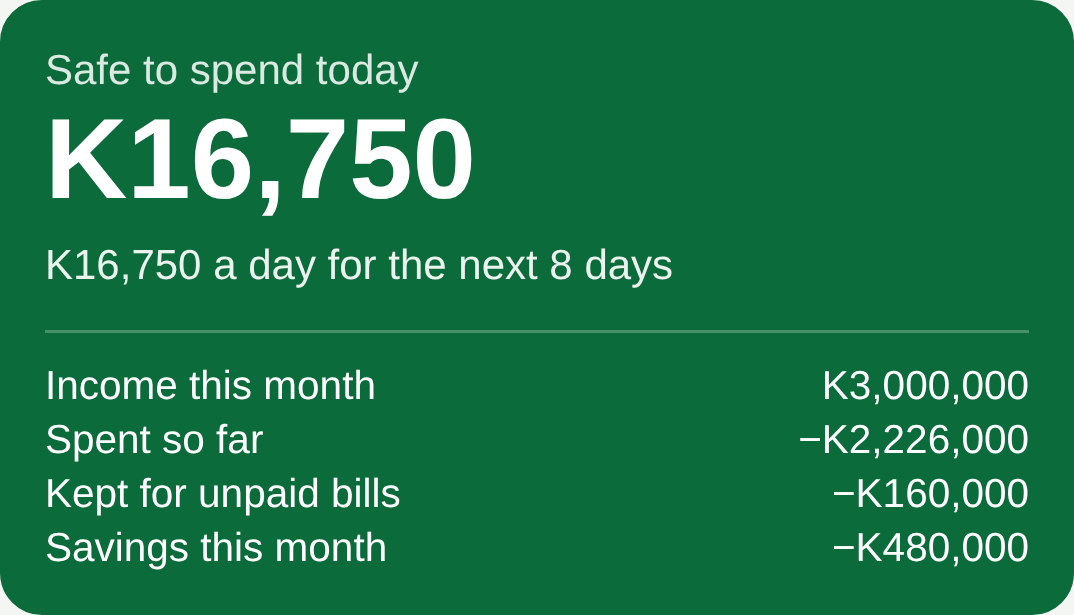 Safe to spend today
K16,750
K16,750 a day for the next 8 days
Income this month K3,000,000
Spent so far −K2,226,000
Kept for unpaid bills −K160,000
Savings this month −K480,000